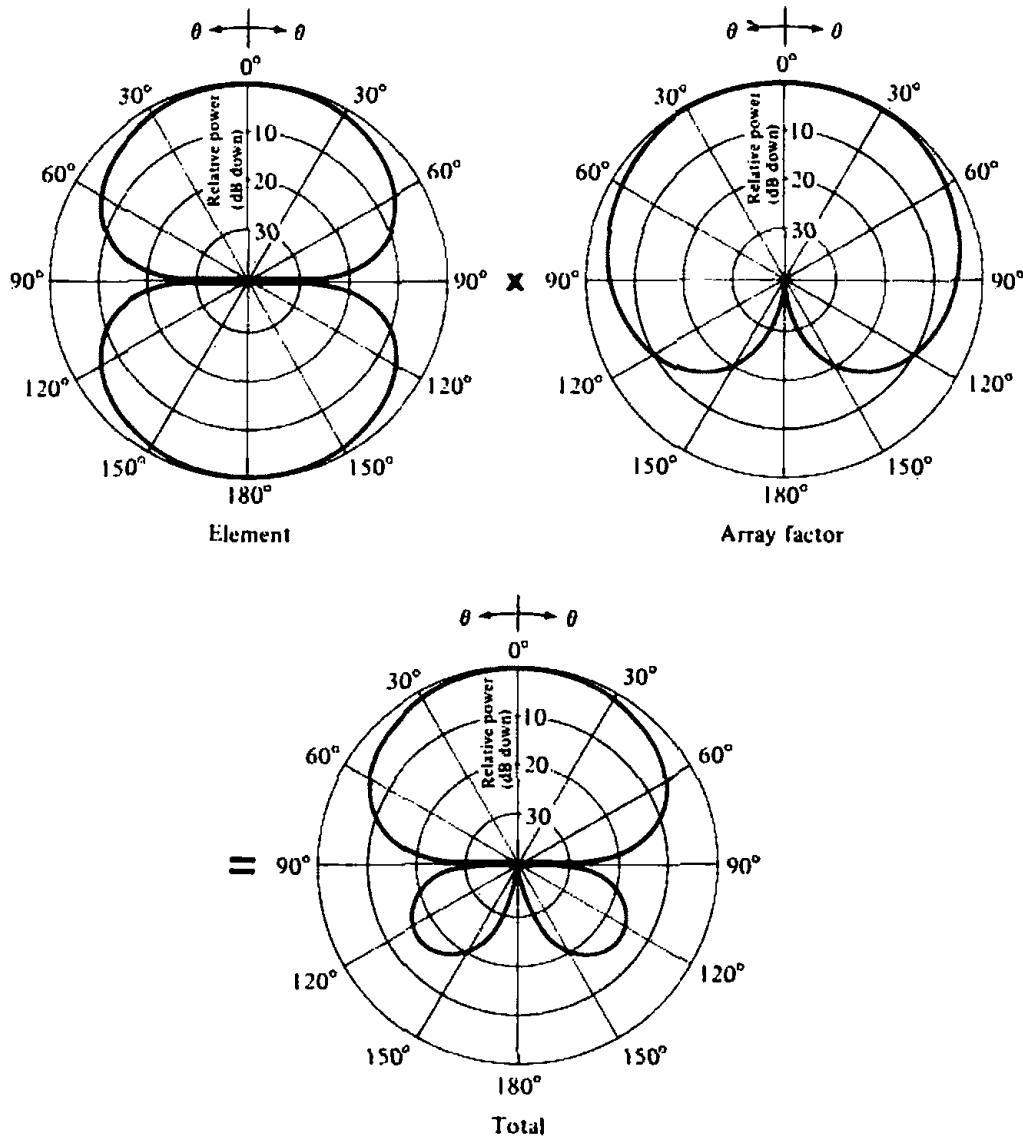 θ θ
0°
30° 30°
60° 60°
90° 90°
120° 120°
150° 150°
180°
Relative power
(dB down)
10
20
30
Element
x
θ θ
0°
30° 30°
60° 60°
90° 90°
120° 120°
150° 150°
180°
Relative power
(dB down)
10
20
30
Array factor
=
θ θ
0°
30° 30°
60° 60°
90° 90°
120° 120°
150° 150°
180°
Relative power
(dB down)
10
20
30
Total